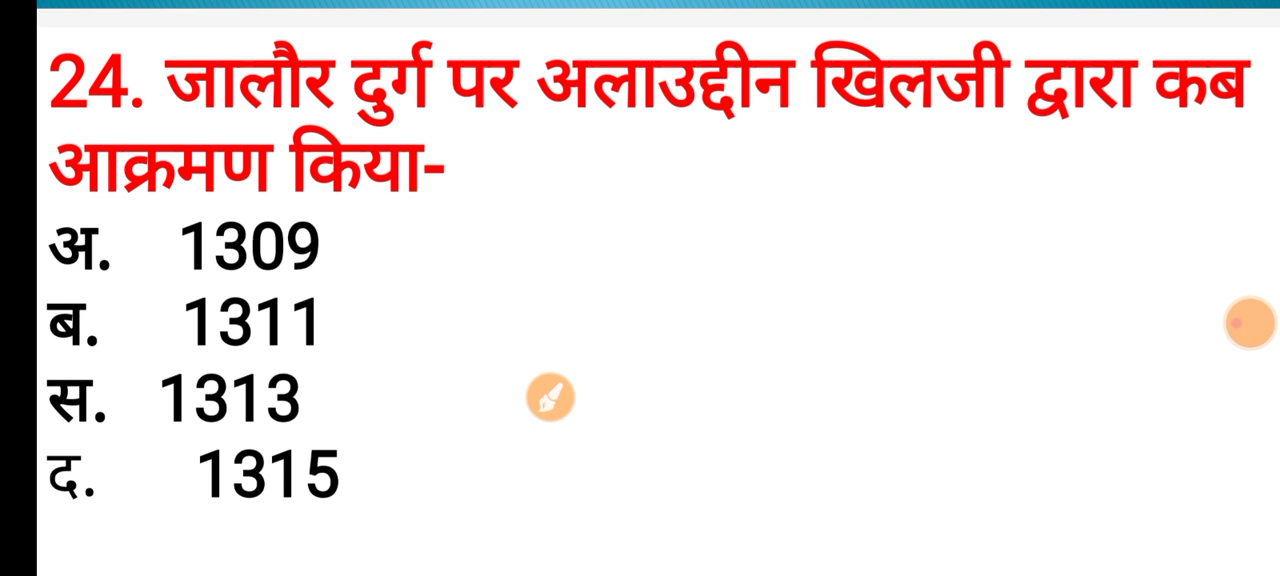 24. जालौर दुर्ग पर अलाउद्दीन खिलजी द्वारा कब
आक्रमण किया-
अ. 1309
ब. 1311
स. 1313
द. 1315